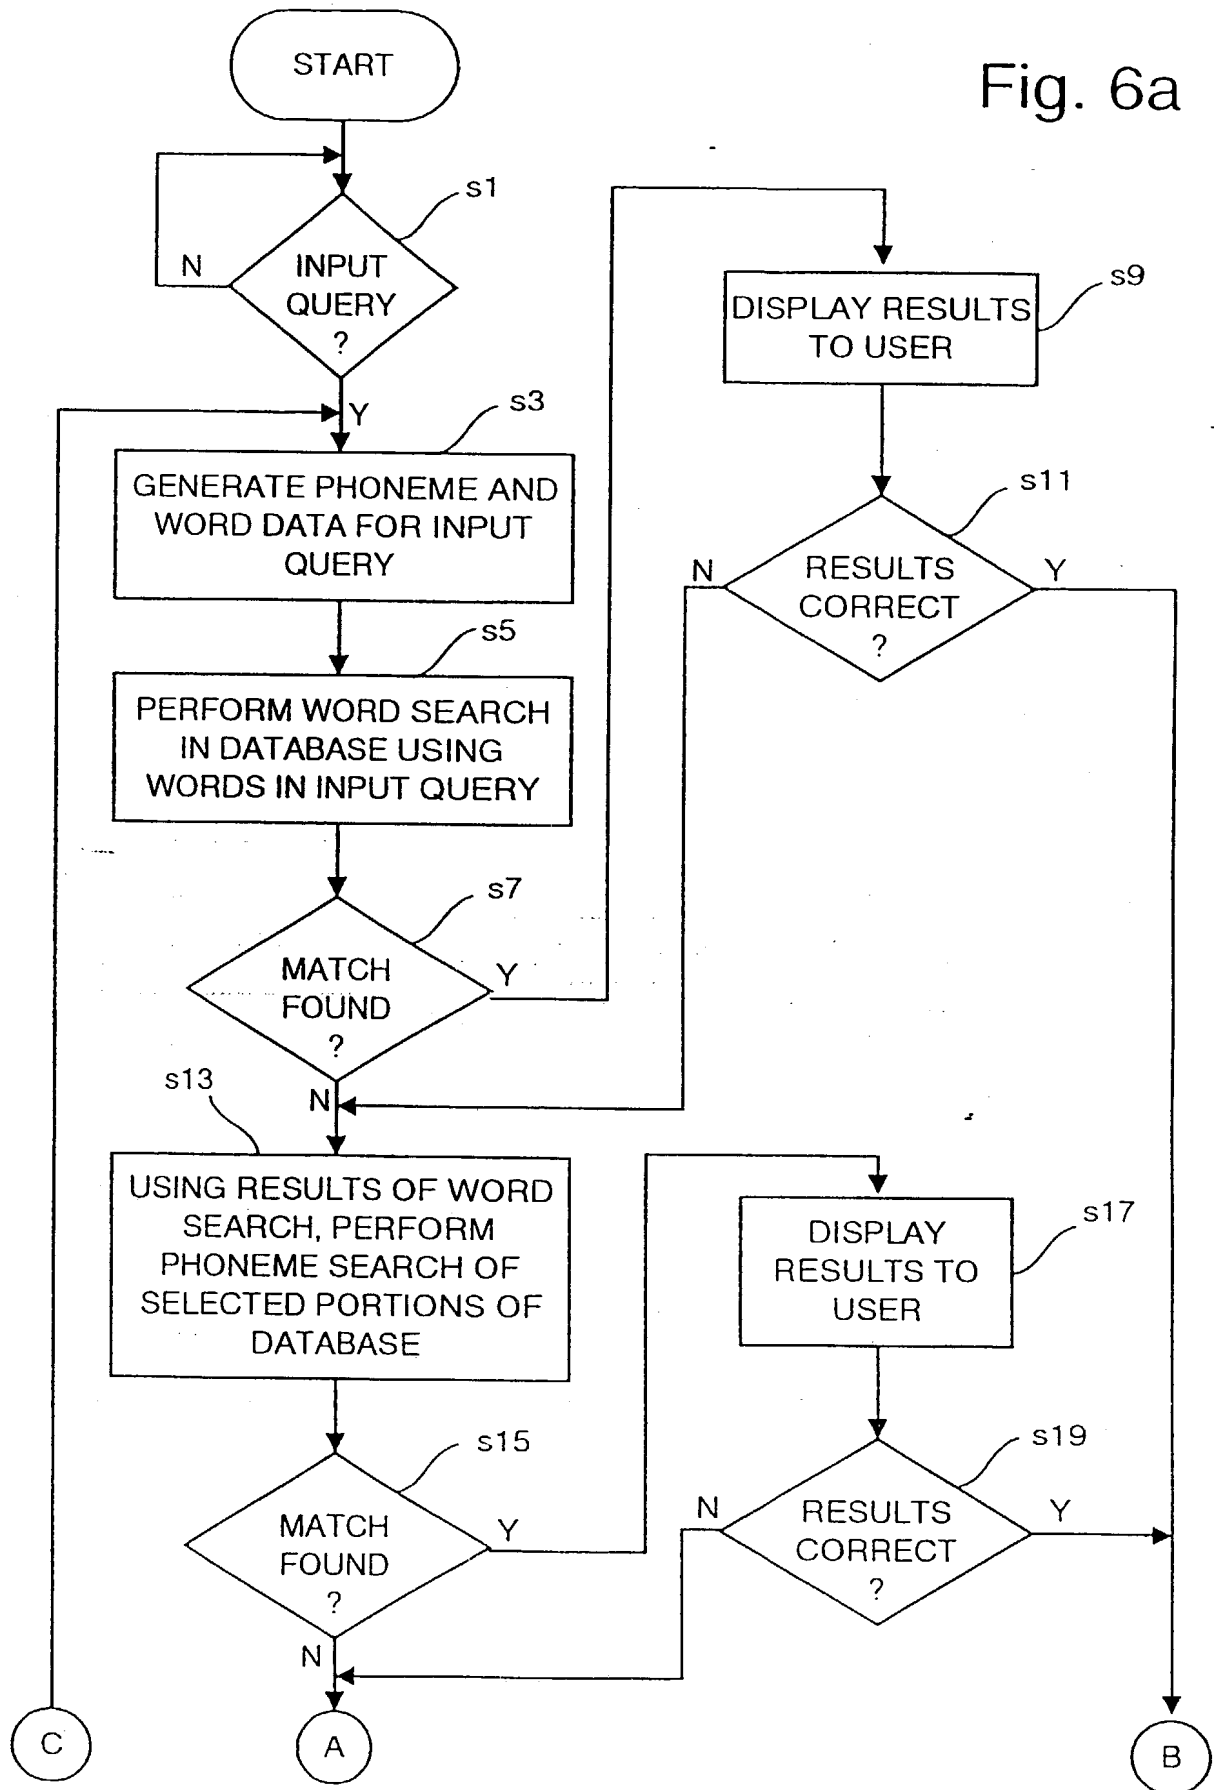 START
Fig. 6a
s1
N
INPUT
QUERY
?
Y
s3
GENERATE PHONEME AND
WORD DATA FOR INPUT
QUERY
s5
PERFORM WORD SEARCH
IN DATABASE USING
WORDS IN INPUT QUERY
s7
MATCH
FOUND
?
Y
N
s9
DISPLAY RESULTS
TO USER
s11
N
RESULTS
CORRECT
?
Y
s13
USING RESULTS OF WORD
SEARCH, PERFORM
PHONEME SEARCH OF
SELECTED PORTIONS OF
DATABASE
s15
MATCH
FOUND
?
Y
N
s17
DISPLAY
RESULTS TO
USER
s19
N
RESULTS
CORRECT
?
Y
C
A
B